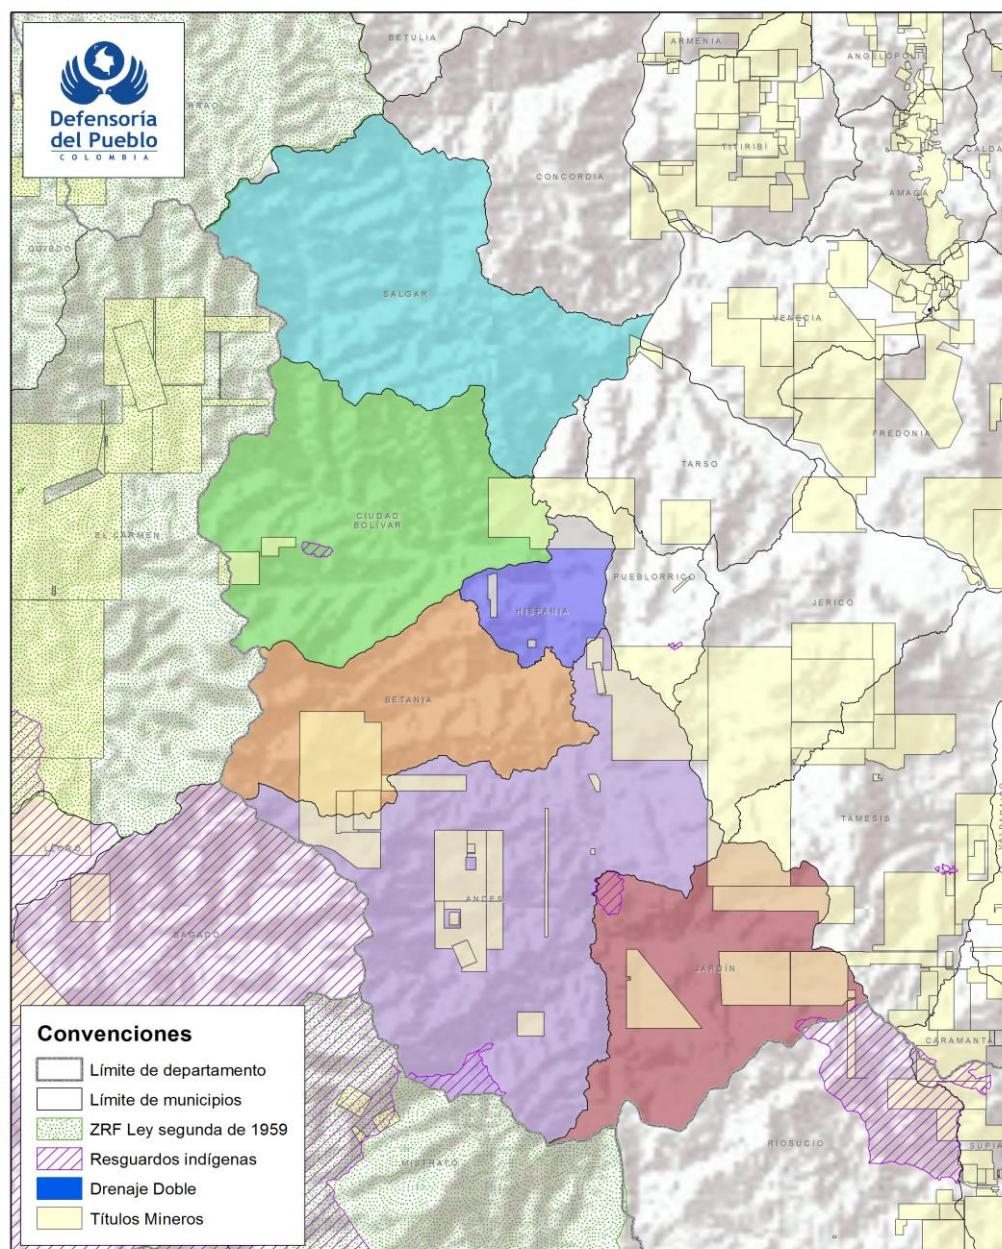 Defensoría
del Pueblo
COLOMBIA
BETULIA
ARMENIA
ANGELÓPOLIS
TITIRIBÍ
CALDA
CONCORDIA
AMAGÁ
QUIBDÓ
SALGAR
VENECIA
FREDONIA
TARSO
CIUDAD
BOLÍVAR
EL CARMEN
PUEBLORRICO
JERICÓ
HISPANIA
BETANIA
TÁMESIS
LLORÓ
ANDES
BAGADÓ
JARDÍN
CARAMANTA
RIOSUCIO
SUPÍA
MISTRATÓ
Convenciones
Límite de departamento
Límite de municipios
ZRF Ley segunda de 1959
Resguardos indígenas
Drenaje Doble
Títulos Mineros